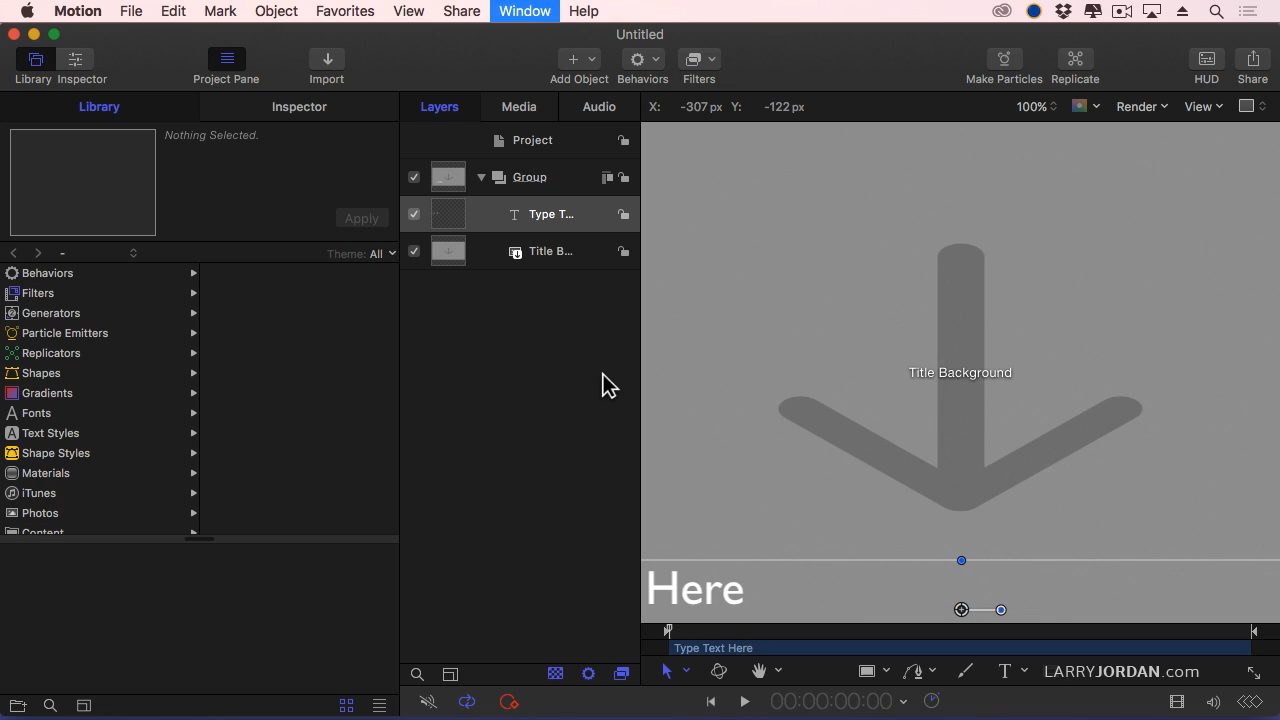 Motion File Edit Mark Object Favorites View Share Window Help
Untitled
Library Inspector Project Pane Import Add Object Behaviors Filters Make Particles Replicate HUD Share
Library Inspector Layers Media Audio X: -307 px Y: -122 px 100% Render View
Nothing Selected.
Apply
Project
Group
Type T...
Title B...
- Theme: All
Behaviors
Filters
Generators
Particle Emitters
Replicators
Shapes
Gradients
Fonts
Text Styles
Shape Styles
Materials
iTunes
Photos
Content
Title Background
Here
Type Text Here
LARRYJORDAN.com
00:00:00:00